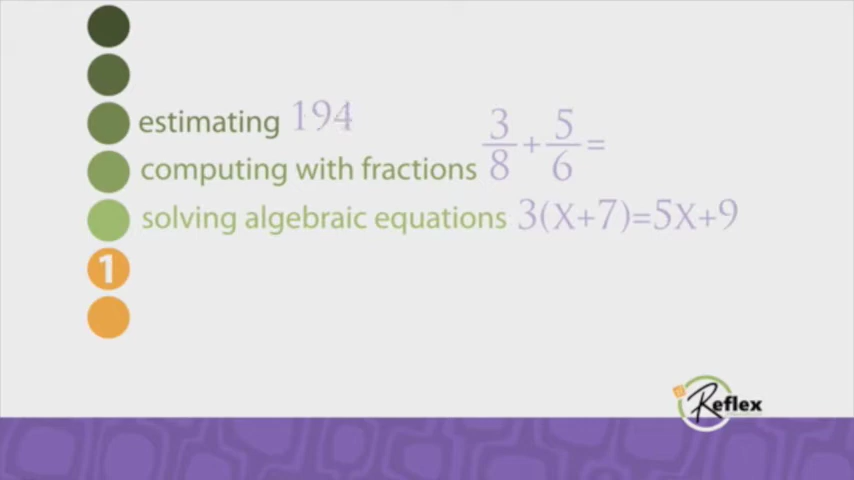 estimating 194
computing with fractions 3/8 + 5/6 =
solving algebraic equations 3(X+7)=5X+9
1
Reflex